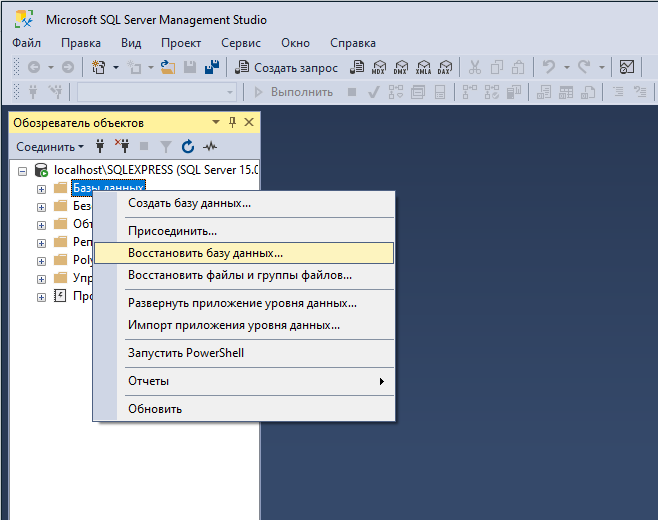 Microsoft SQL Server Management Studio
Файл Правка Вид Проект Сервис Окно Справка
Создать запрос MDX DMX XMLA DAX
Выполнить
Обозреватель объектов
Соединить
localhost\SQLEXPRESS (SQL Server 15.0
Базы данных
Без
Объ
Реп
Poly
Упр
Про
Создать базу данных...
Присоединить...
Восстановить базу данных...
Восстановить файлы и группы файлов...
Развернуть приложение уровня данных...
Импорт приложения уровня данных...
Запустить PowerShell
Отчеты
Обновить